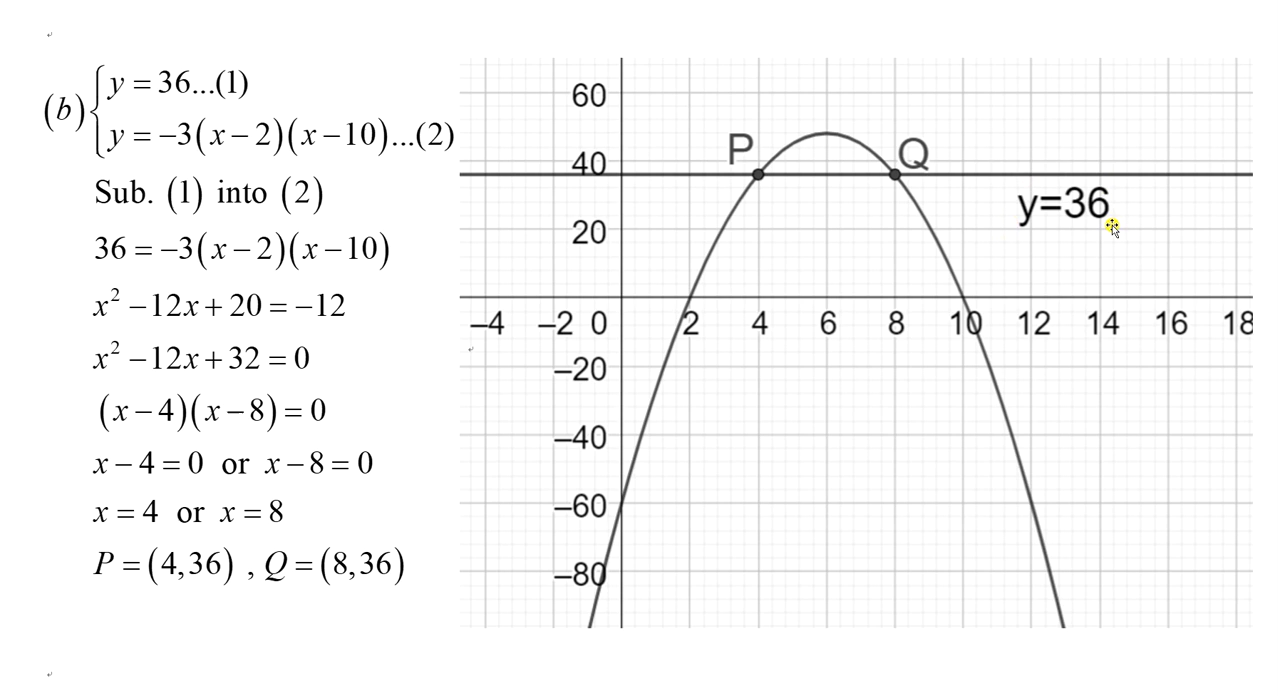 (b) { y = 36...(1)
y = −3(x−2)(x−10)...(2)
Sub. (1) into (2)
36 = −3(x−2)(x−10)
x² −12x+20 = −12
x² −12x+32 = 0
(x−4)(x−8) = 0
x−4 = 0 or x−8 = 0
x = 4 or x = 8
P = (4,36) , Q = (8,36)
60
P Q
40
y=36
20
−4 −2 0 2 4 6 8 10 12 14 16 18
−20
−40
−60
−80